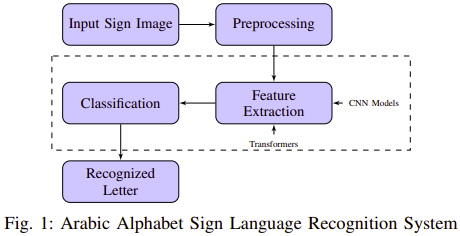 Input Sign Image
Preprocessing
Classification
Feature
Extraction
CNN Models
Transformers
Recognized
Letter
Fig. 1: Arabic Alphabet Sign Language Recognition System